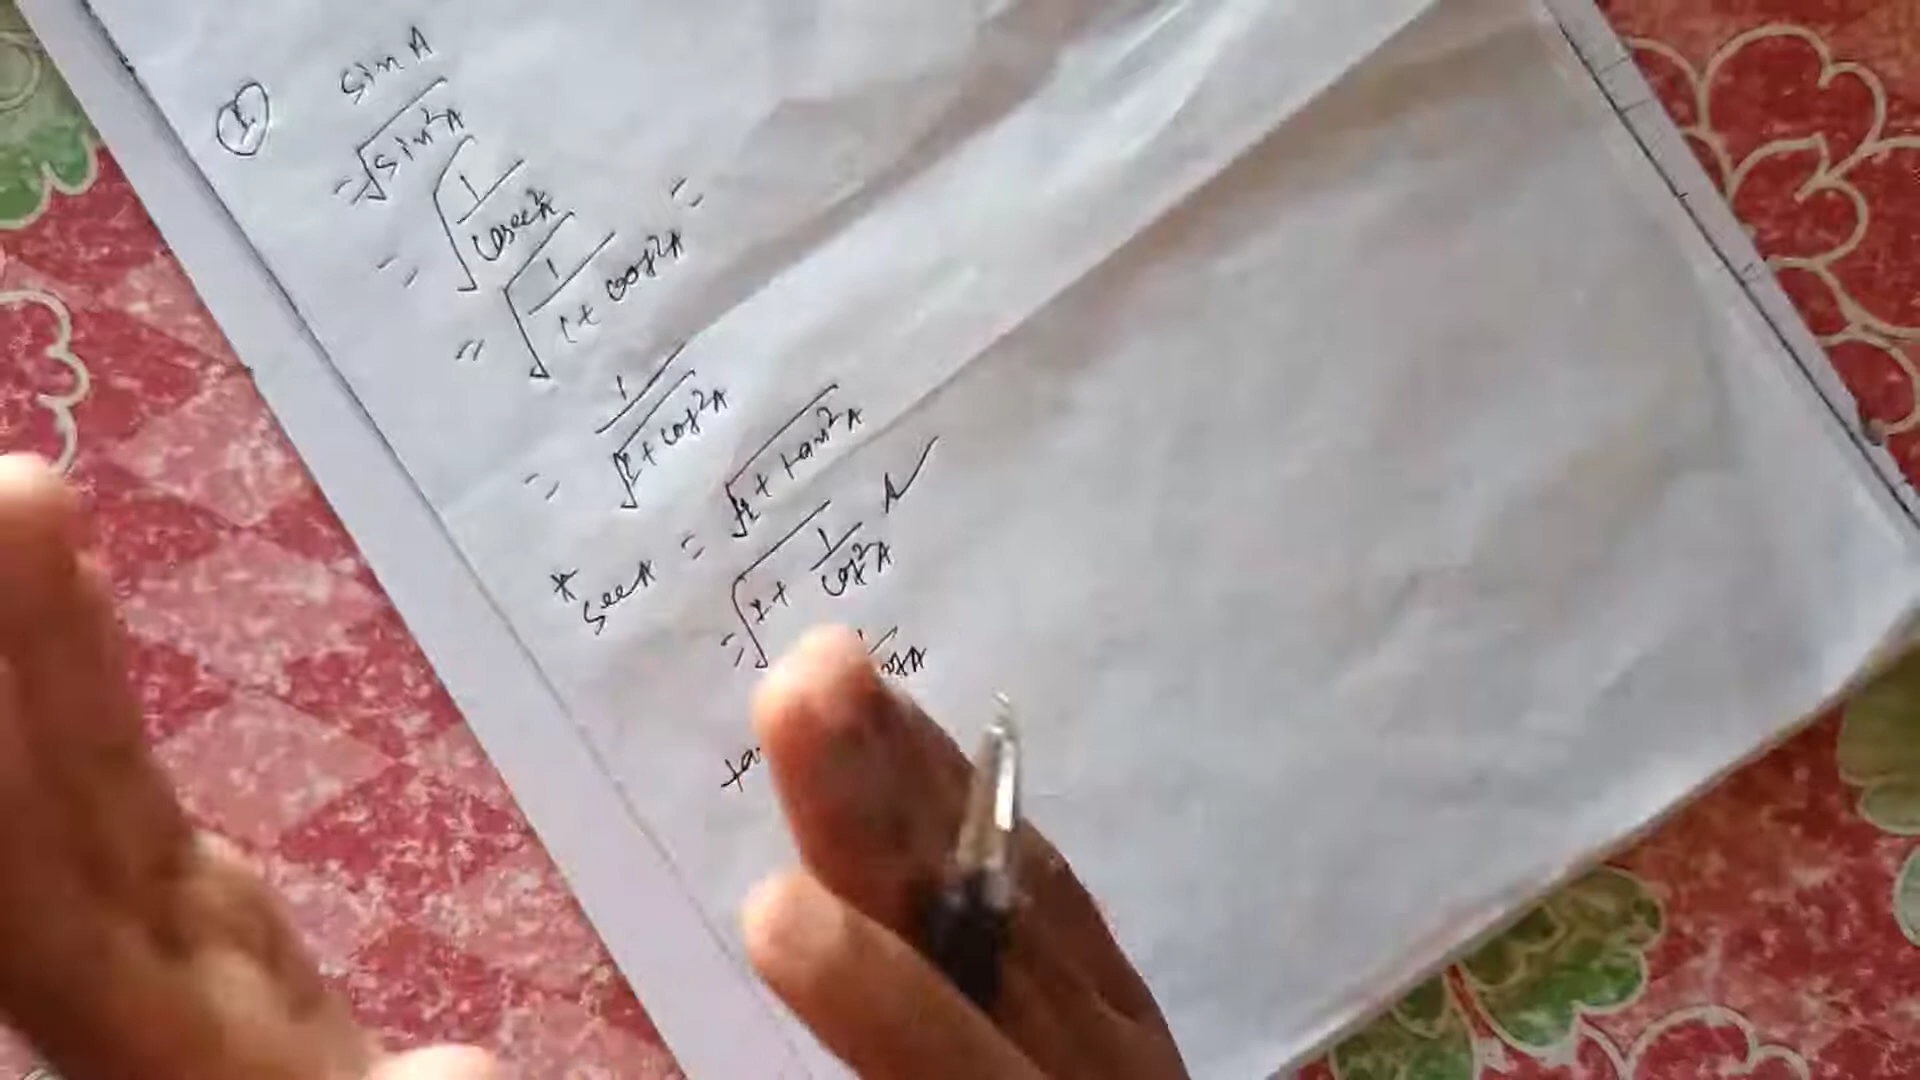 ① sin A
= √sin²A
= √(1/cosec²A)
= √(1/(1 + cot²A)) =
= 1/√(1 + cot²A)
* sec A = √(1 + tan²A)
= √(1 + 1/cot²A)